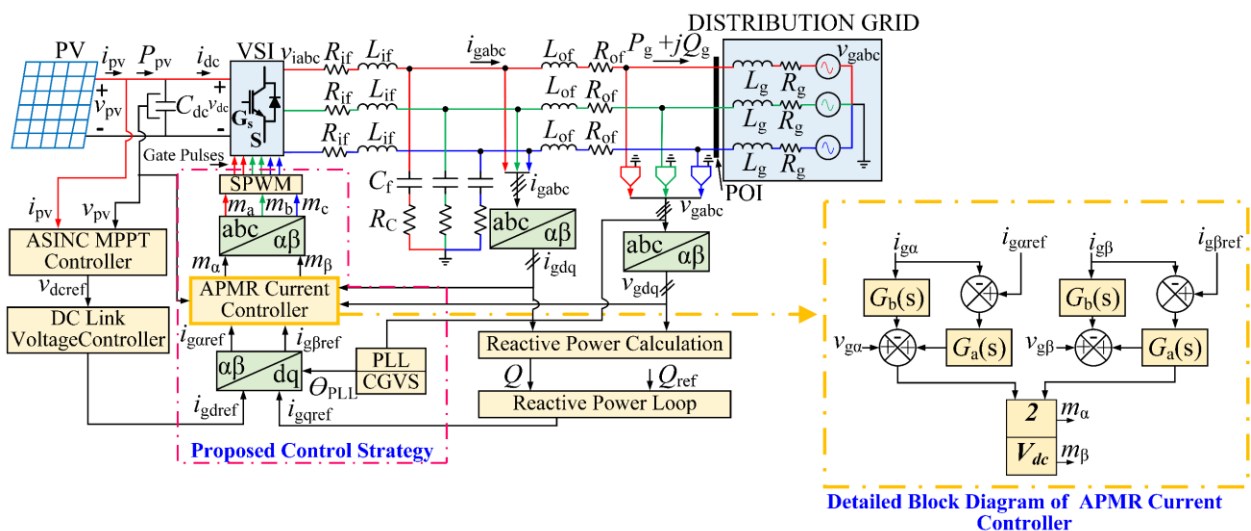 DISTRIBUTION GRID
PV
i_pv
P_pv
i_dc
VSI
v_iabc
R_if
L_if
i_gabc
L_of
R_of
P_g +jQ_g
v_gabc
+
v_pv
-
C_dc
+
v_dc
-
G_s
S
L_g
R_g
R_if
L_if
L_of
R_of
L_g
R_g
R_if
L_if
L_of
R_of
L_g
R_g
Gate Pulses
SPWM
m_a
m_b
m_c
C_f
R_C
i_gabc
v_gabc
POI
i_pv
v_pv
abc
αβ
abc
αβ
abc
αβ
ASINC MPPT
Controller
m_α
m_β
i_gdq
v_gdq
v_dcref
APMR Current
Controller
DC Link
VoltageController
i_gαref
i_gβref
αβ
dq
PLL
CGVS
Θ_PLL
Reactive Power Calculation
Q
Q_ref
Reactive Power Loop
i_gdref
i_gqref
Proposed Control Strategy
i_gα
i_gαref
i_gβ
i_gβref
G_b(s)
-
+
G_b(s)
-
+
v_gα
G_a(s)
v_gβ
G_a(s)
2
V_dc
m_α
m_β
Detailed Block Diagram of APMR Current
Controller